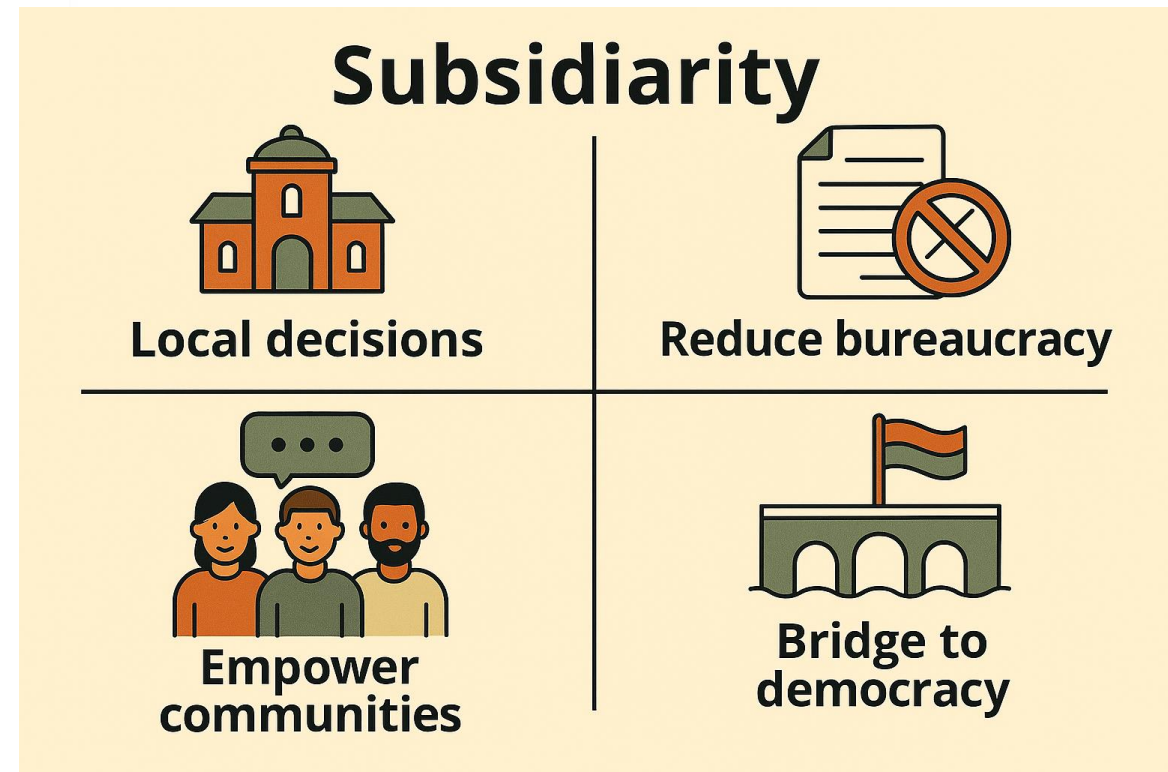 Subsidiarity
Local decisions
Reduce bureaucracy
Empower
communities
Bridge to
democracy